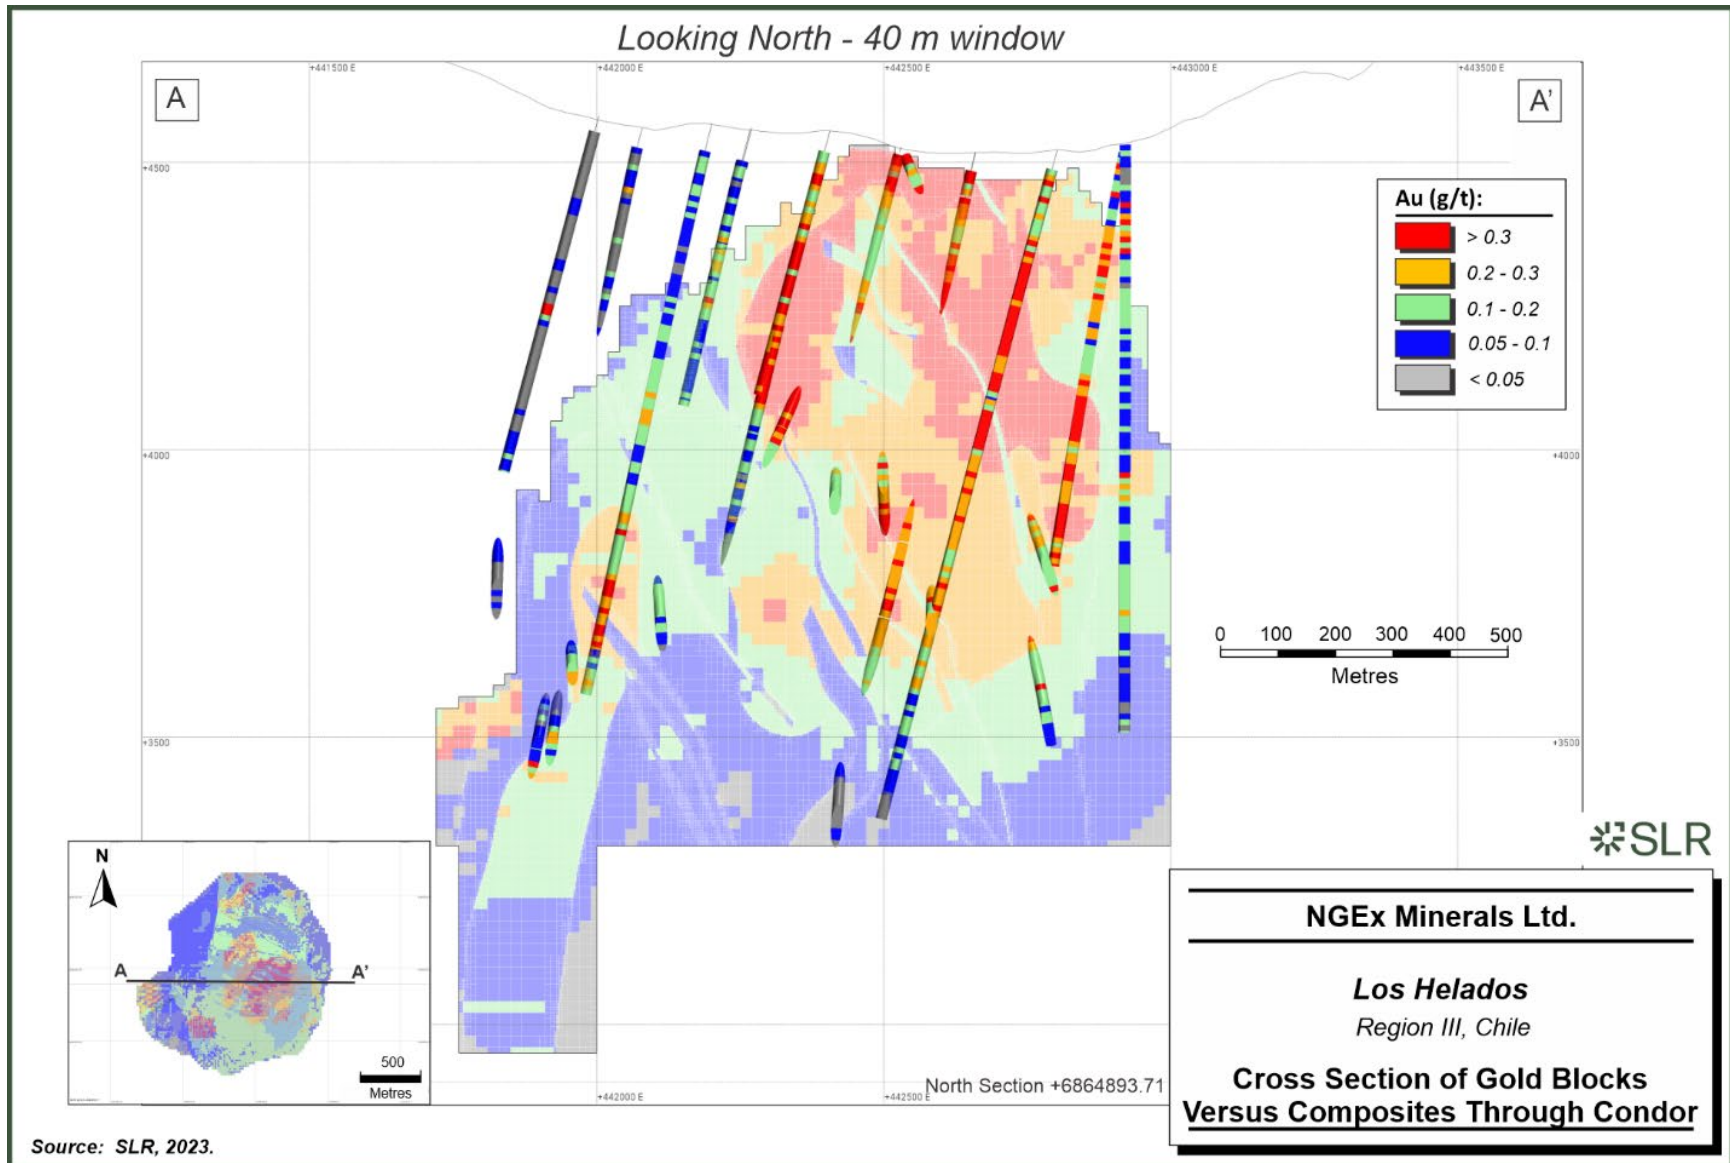 Looking North - 40 m window
+441500 E
+442000 E
+442500 E
+443000 E
+443500 E
A
A'
+4500
Au (g/t):
> 0.3
0.2 - 0.3
0.1 - 0.2
0.05 - 0.1
< 0.05
+4000
+4000
0 100 200 300 400 500
Metres
+3500
+3500
SLR
N
A
A'
500
Metres
North Section +6864893.71
+442000 E
+442500 E
NGEx Minerals Ltd.
Los Helados
Region III, Chile
Cross Section of Gold Blocks
Versus Composites Through Condor
Source: SLR, 2023.